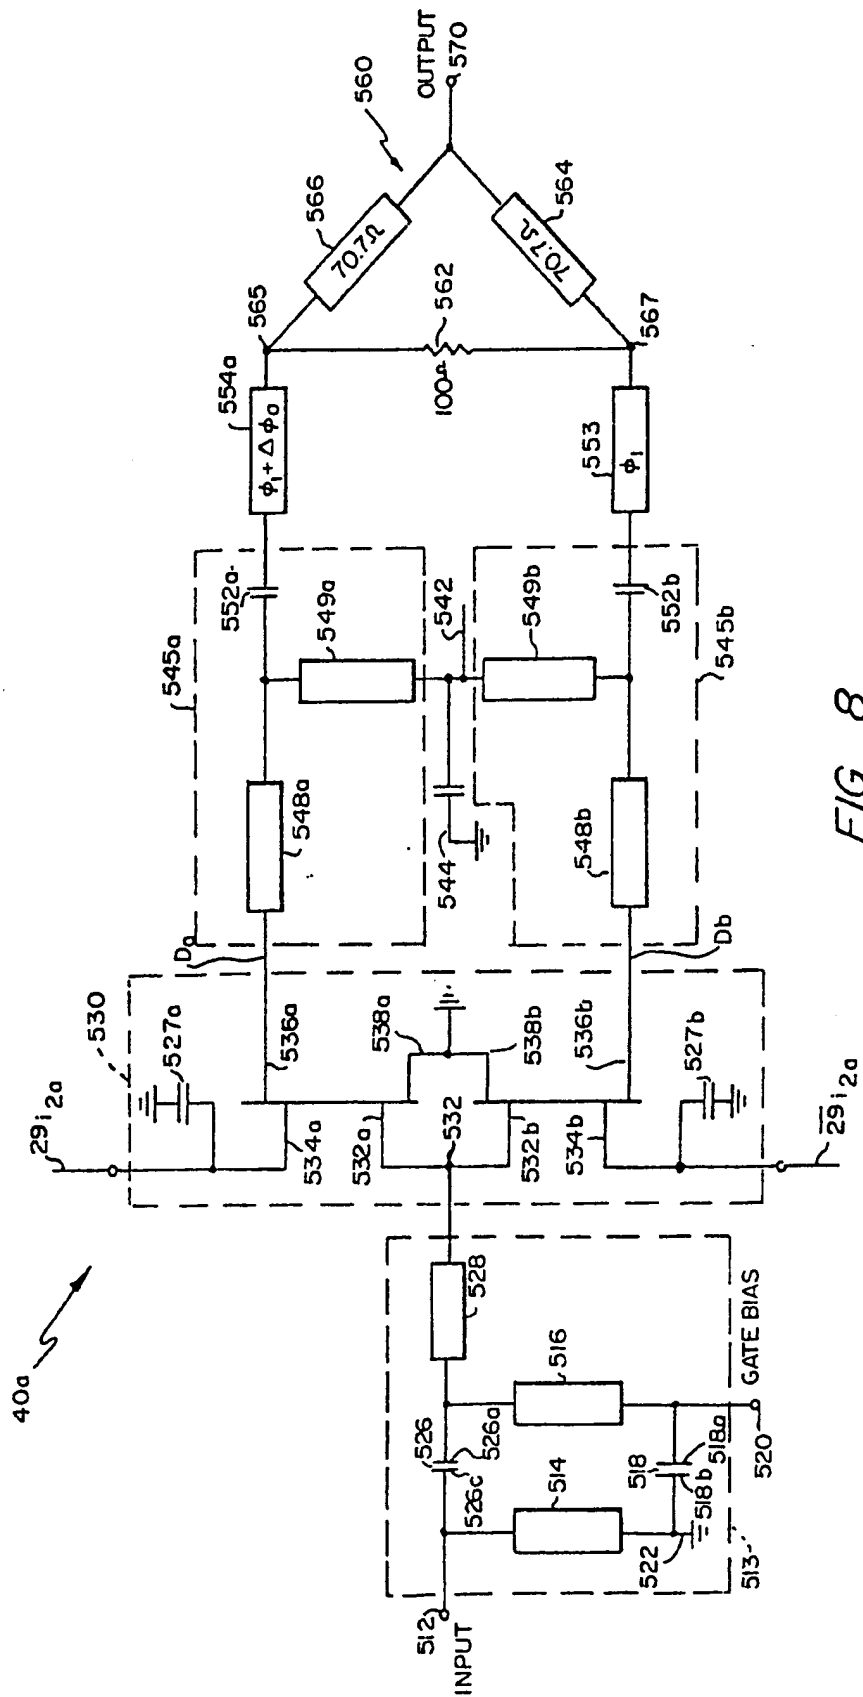 40a
INPUT
512
513
514
516
518
518a
518b
520
522
526
526a
526c
528
GATE BIAS
530
29i2a
527a
534a
532a
532
532b
534b
527b
29i2a
536a
538a
538b
536b
Da
Db
545a
548a
549a
552a
544
542
545b
548b
549b
552b
554a
ϕ1+Δϕ0
553
ϕ1
565
562
100Ω
567
560
566
70.7Ω
564
70.7Ω
OUTPUT
570
FIG. 8